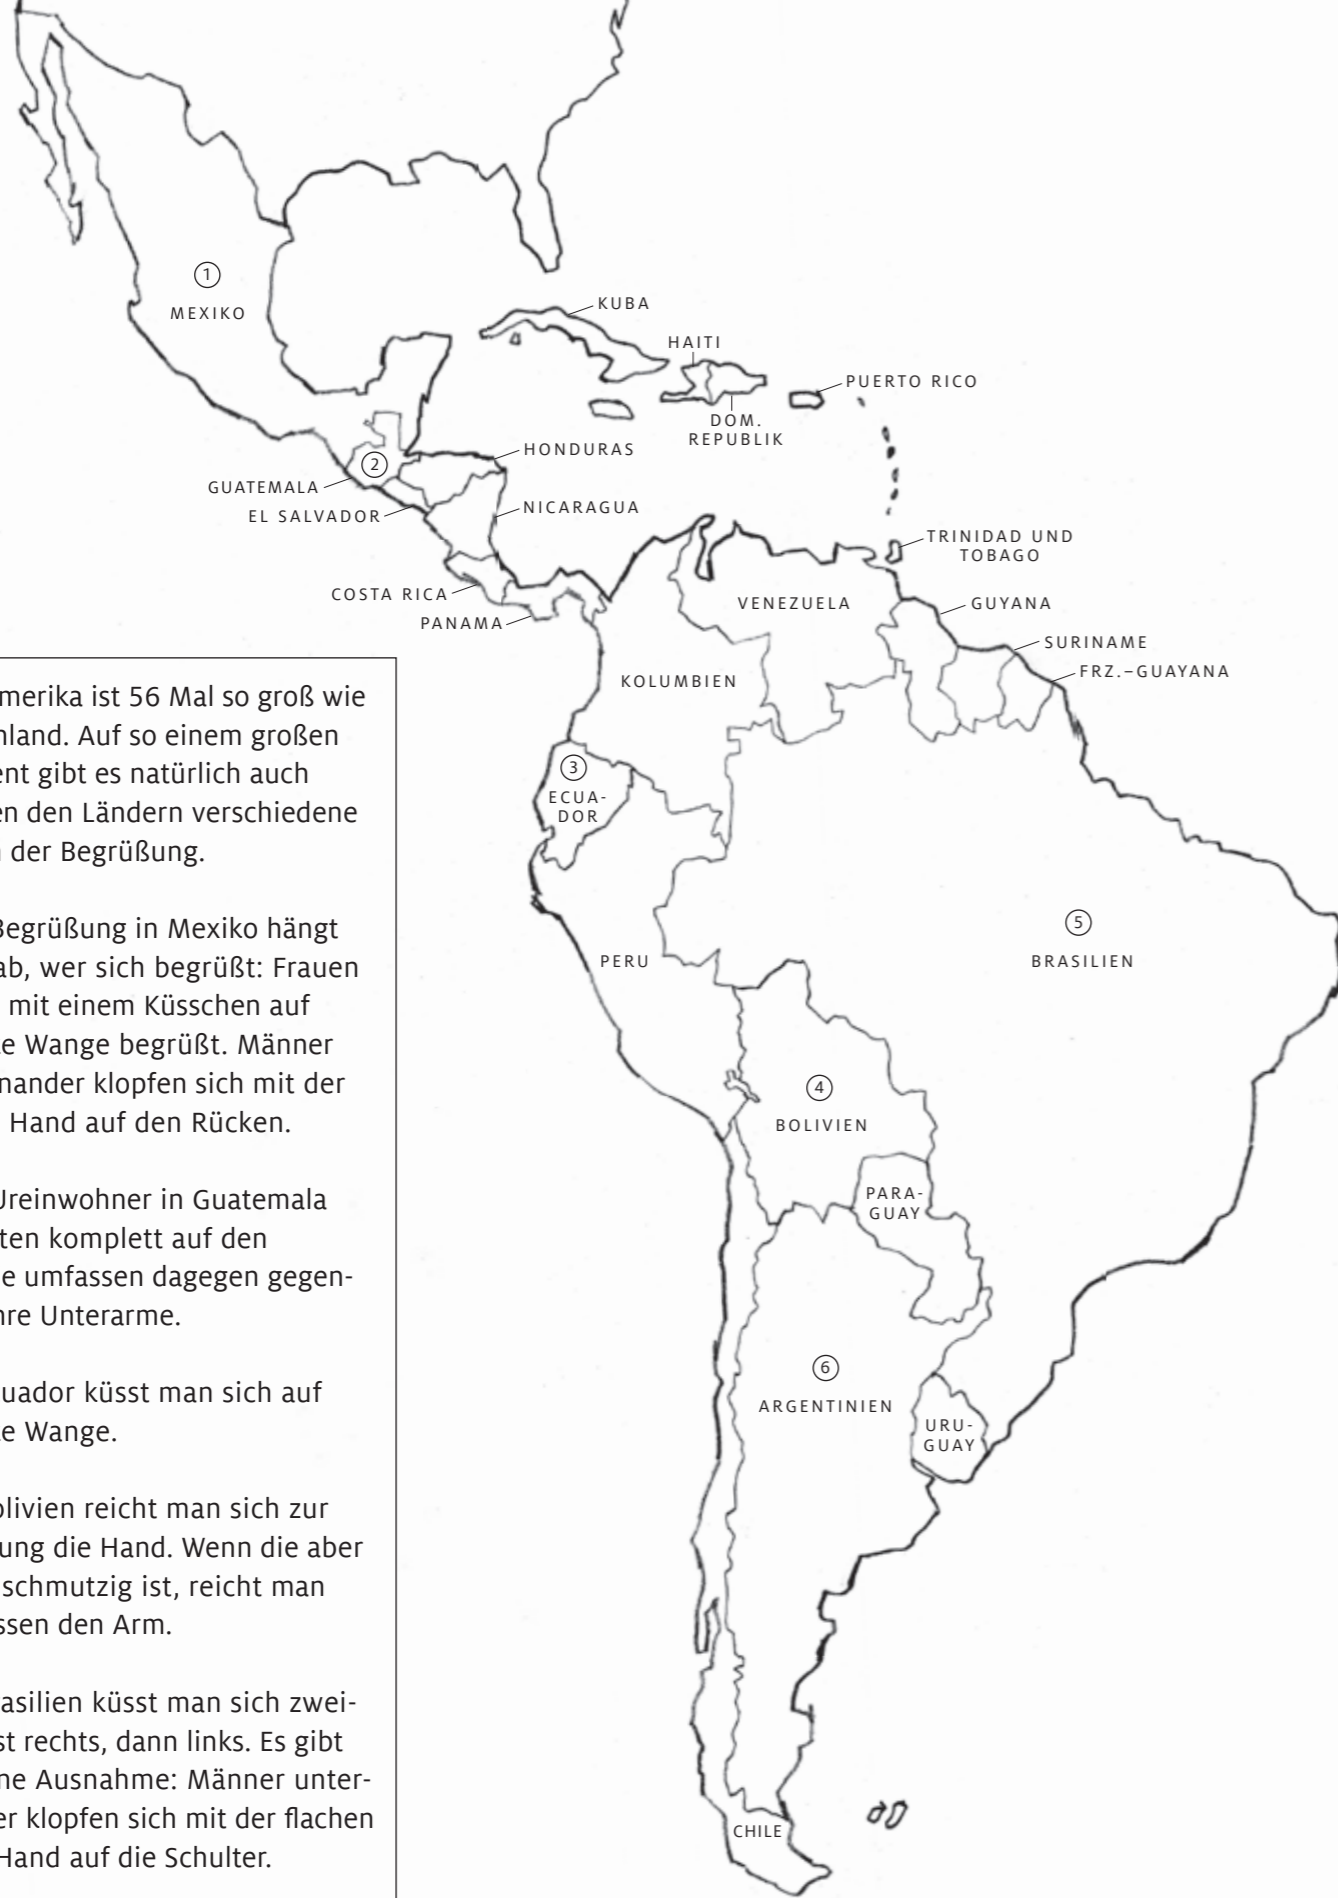 ①
MEXIKO
KUBA
HAITI
PUERTO RICO
DOM.
REPUBLIK
HONDURAS
②
GUATEMALA
EL SALVADOR
NICARAGUA
TRINIDAD UND
TOBAGO
COSTA RICA
PANAMA
VENEZUELA
GUYANA
SURINAME
FRZ.–GUAYANA
KOLUMBIEN
③
ECUA-
DOR
⑤
BRASILIEN
PERU
④
BOLIVIEN
PARA-
GUAY
⑥
ARGENTINIEN
URU-
GUAY
CHILE
merika ist 56 Mal so groß wie
nland. Auf so einem großen
ent gibt es natürlich auch
en den Ländern verschiedene
n der Begrüßung.
Begrüßung in Mexiko hängt
ab, wer sich begrüßt: Frauen
mit einem Küsschen auf
e Wange begrüßt. Männer
nander klopfen sich mit der
Hand auf den Rücken.
Ureinwohner in Guatemala
ten komplett auf den
e umfassen dagegen gegen-
hre Unterarme.
uador küsst man sich auf
e Wange.
olivien reicht man sich zur
ung die Hand. Wenn die aber
schmutzig ist, reicht man
ssen den Arm.
asilien küsst man sich zwei-
st rechts, dann links. Es gibt
ne Ausnahme: Männer unter-
er klopfen sich mit der flachen
Hand auf die Schulter.